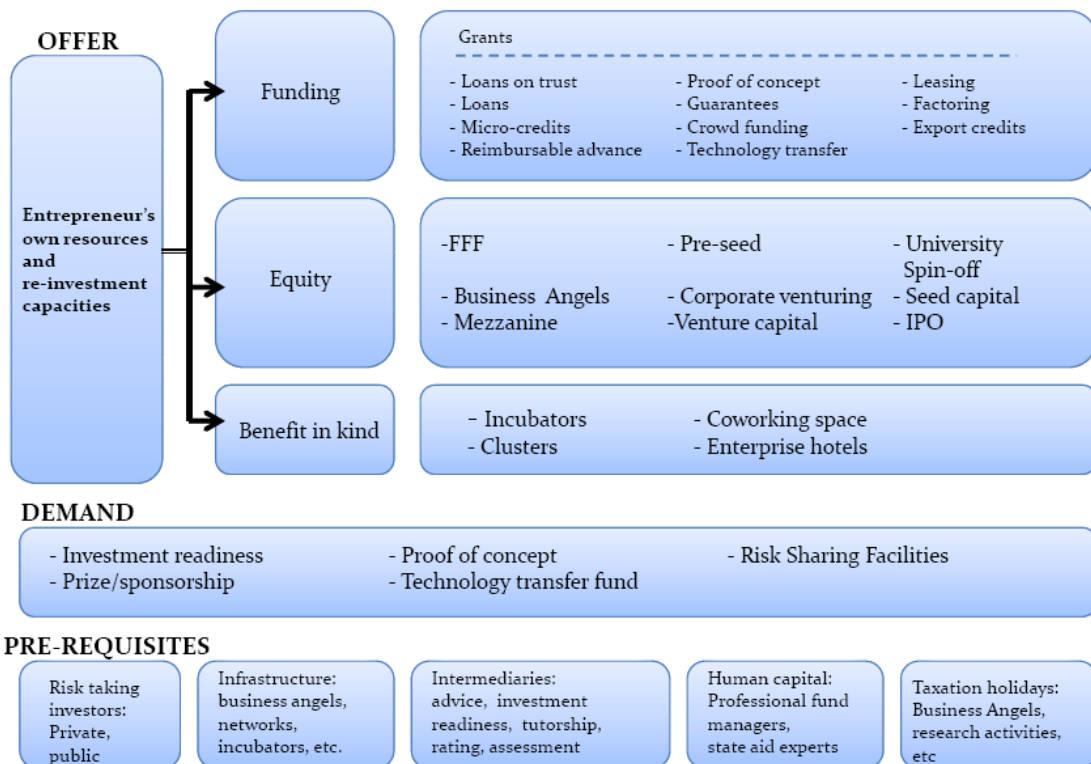 OFFER
Entrepreneur's
own resources
and
re-investment
capacities
Funding
Grants
- Loans on trust - Proof of concept - Leasing
- Loans - Guarantees - Factoring
- Micro-credits - Crowd funding - Export credits
- Reimbursable advance - Technology transfer
Equity
-FFF - Pre-seed - University
Spin-off
- Business Angels - Corporate venturing - Seed capital
- Mezzanine -Venture capital - IPO
Benefit in kind
- Incubators - Coworking space
- Clusters - Enterprise hotels
DEMAND
- Investment readiness - Proof of concept - Risk Sharing Facilities
- Prize/sponsorship - Technology transfer fund
PRE-REQUISITES
Risk taking
investors:
Private,
public
Infrastructure:
business angels,
networks,
incubators, etc.
Intermediaries:
advice, investment
readiness, tutorship,
rating, assessment
Human capital:
Professional fund
managers,
state aid experts
Taxation holidays:
Business Angels,
research activities,
etc